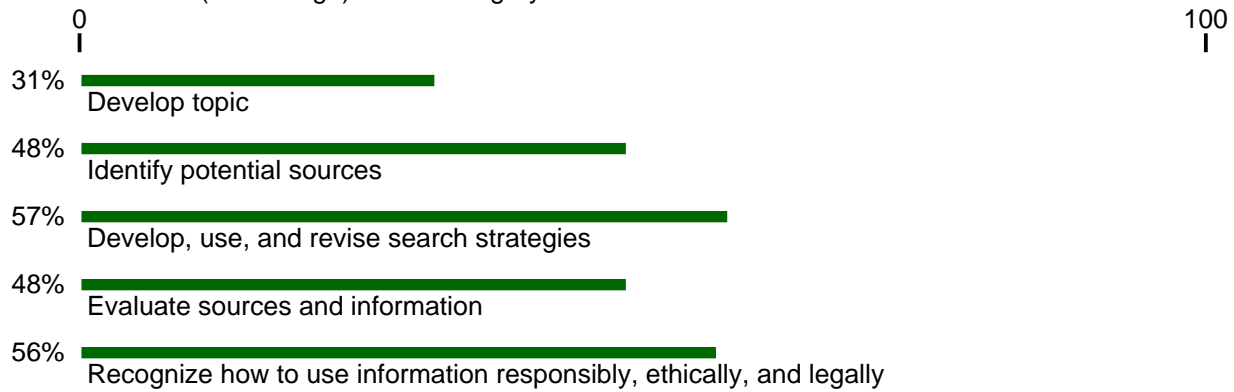 0 100
31%
Develop topic
48%
Identify potential sources
57%
Develop, use, and revise search strategies
48%
Evaluate sources and information
56%
Recognize how to use information responsibly, ethically, and legally